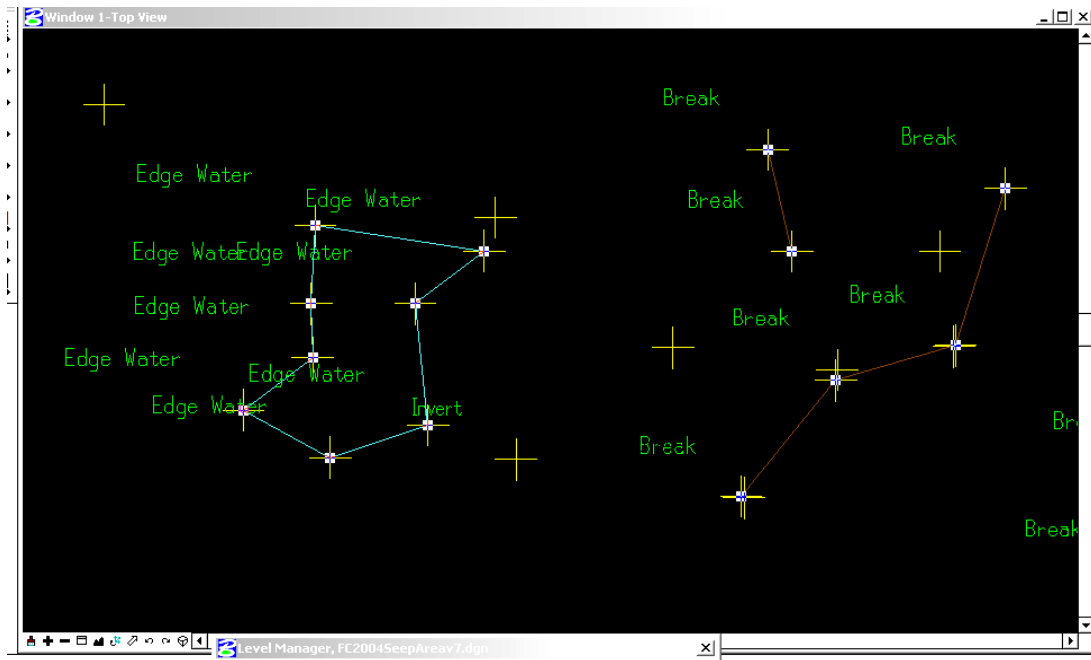 Window 1-Top View
Break
Break
Edge Water
Edge Water
Break
Edge Water
Edge Water
Break
Edge Water
Break
Edge Water
Edge Water
Edge Water
Invert
Break
Break
Level Manager, FC2004SeepAreav7.dgn